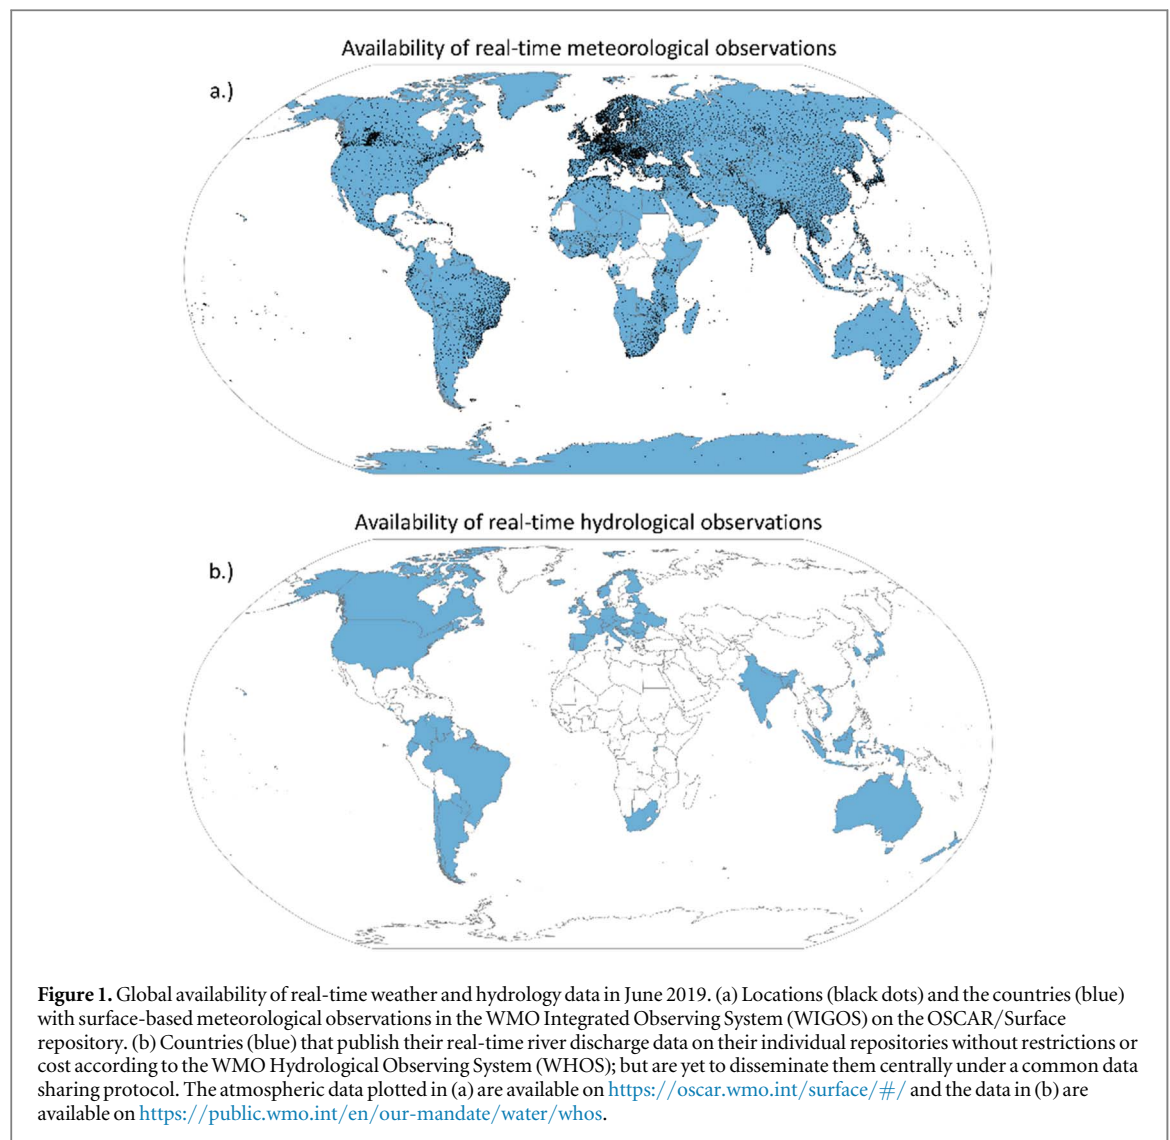 Availability of real-time meteorological observations
a.)
Availability of real-time hydrological observations
b.)
Figure 1. Global availability of real-time weather and hydrology data in June 2019. (a) Locations (black dots) and the countries (blue)
with surface-based meteorological observations in the WMO Integrated Observing System (WIGOS) on the OSCAR/Surface
repository. (b) Countries (blue) that publish their real-time river discharge data on their individual repositories without restrictions or
cost according to the WMO Hydrological Observing System (WHOS); but are yet to disseminate them centrally under a common data
sharing protocol. The atmospheric data plotted in (a) are available on https://oscar.wmo.int/surface/#/ and the data in (b) are
available on https://public.wmo.int/en/our-mandate/water/whos.